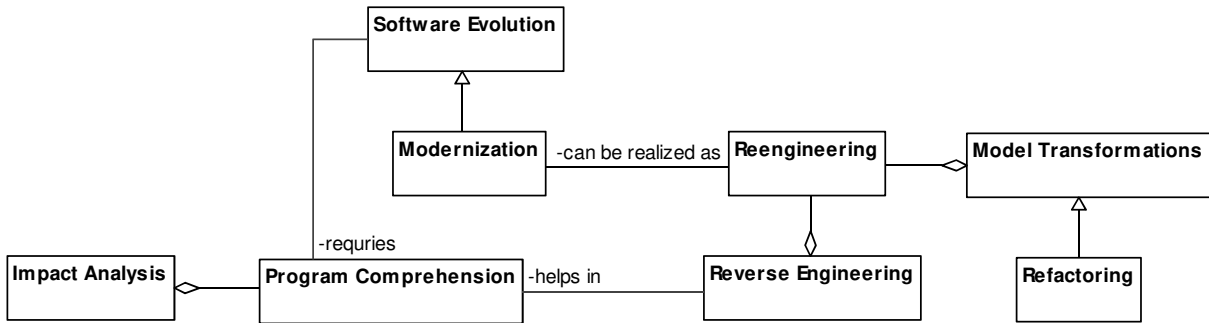 Software Evolution
Modernization
-can be realized as
Reengineering
Model Transformations
-requries
Impact Analysis
Program Comprehension
-helps in
Reverse Engineering
Refactoring